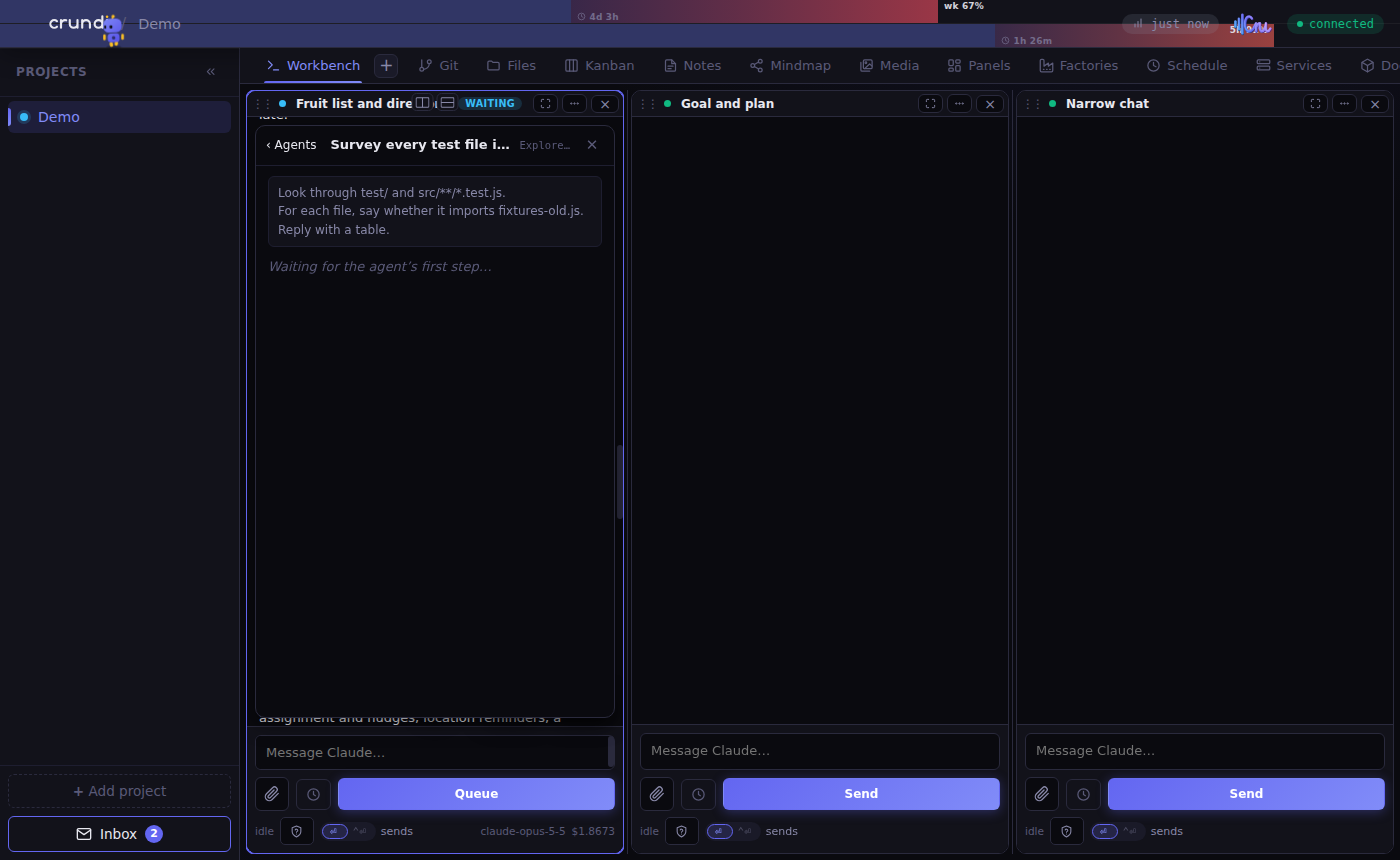 crund
Demo
4d 3h
wk 67%
1h 26m
just now
connected
PROJECTS
«
Demo
+ Add project
Inbox 2
Workbench
+
Git
Files
Kanban
Notes
Mindmap
Media
Panels
Factories
Schedule
Services
Do
Fruit list and dire
WAITING
later
‹ Agents
Survey every test file i…
Explore…
Look through test/ and src/**/*.test.js.
For each file, say whether it imports fixtures-old.js.
Reply with a table.
Waiting for the agent's first step…
assignment and nudges, location reminders, a
Message Claude…
Queue
idle
sends
claude-opus-5-5 $1.8673
Goal and plan
Message Claude…
Send
idle
sends
Narrow chat
Message Claude…
Send
idle
sends